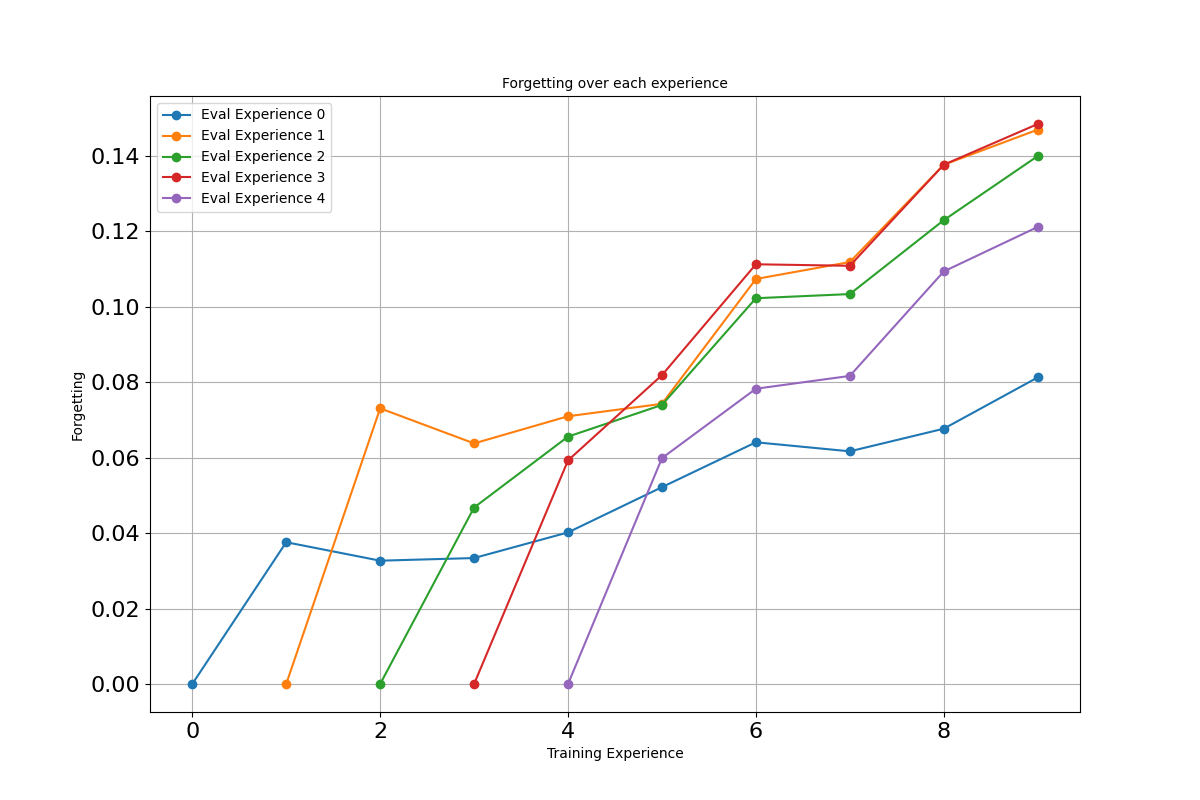 Forgetting over each experience
Eval Experience 0
Eval Experience 1
Eval Experience 2
Eval Experience 3
Eval Experience 4
0.14
0.12
0.10
0.08
0.06
0.04
0.02
0.00
Forgetting
0 2 4 6 8
Training Experience